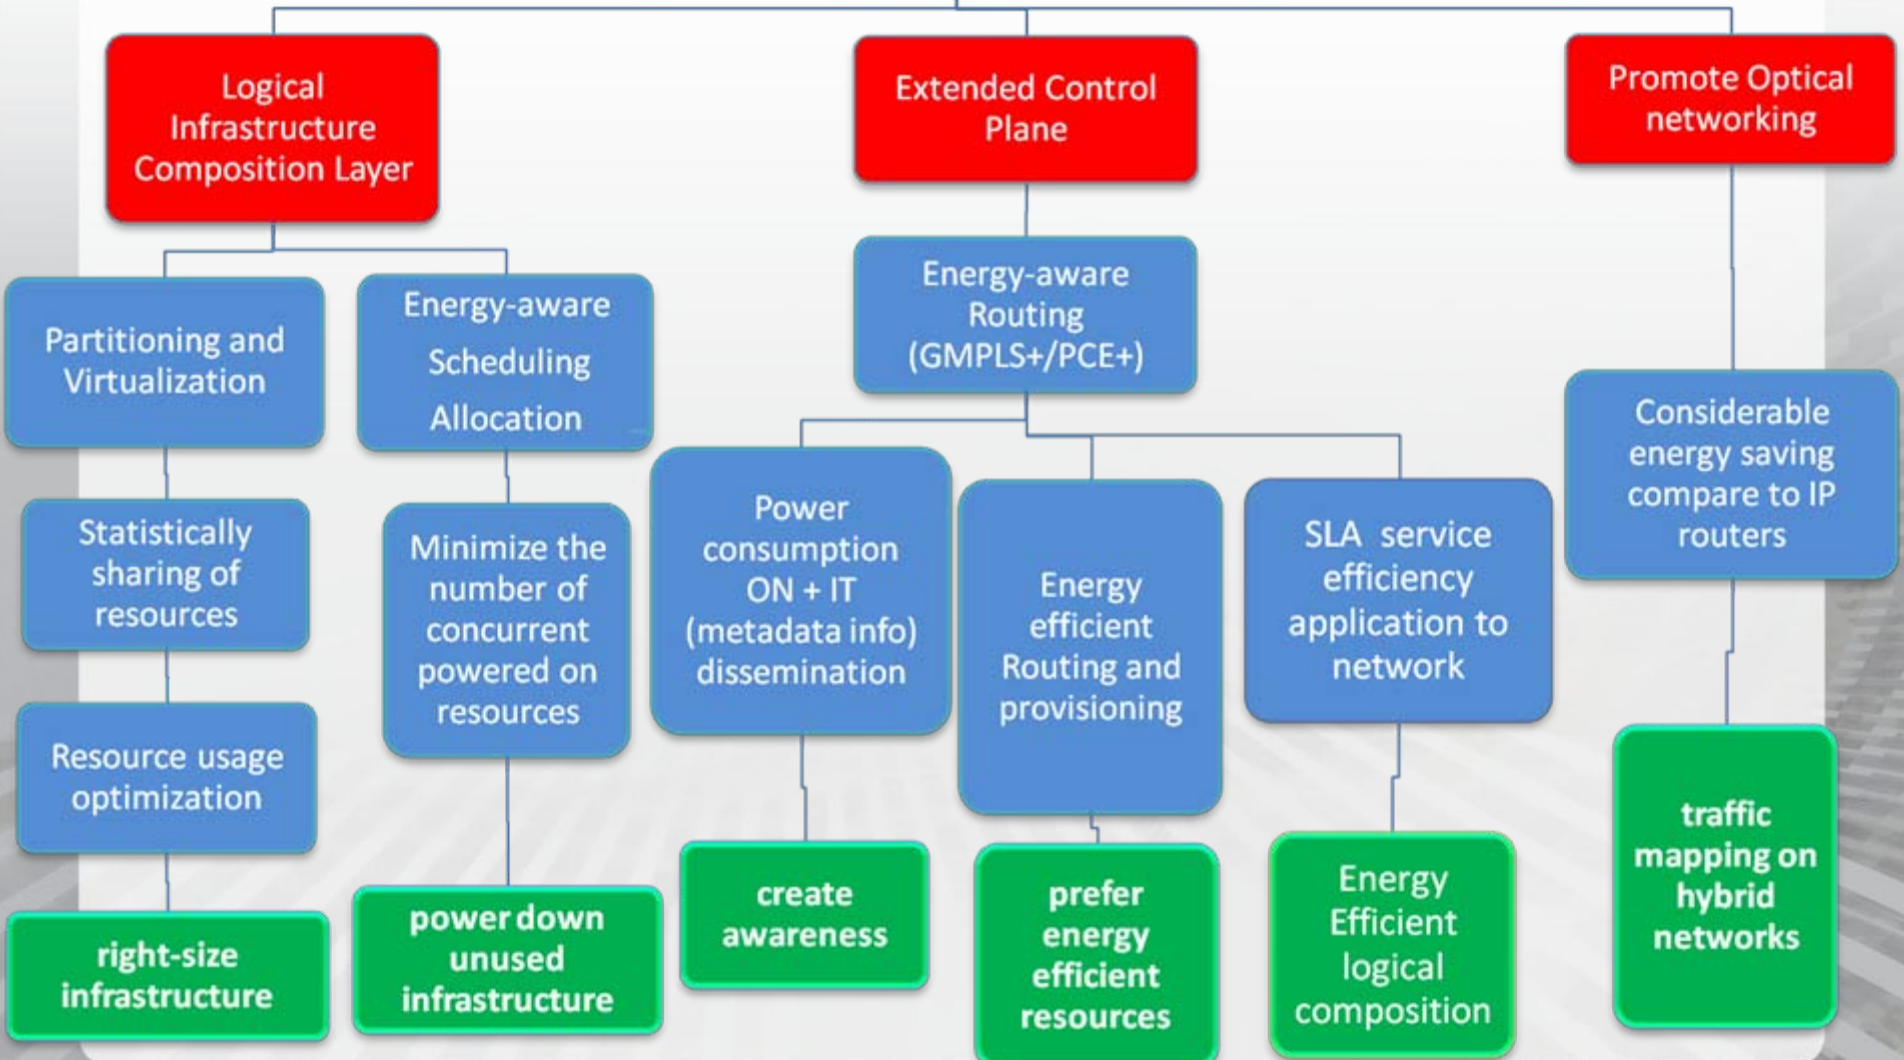 Logical
Infrastructure
Composition Layer
Extended Control
Plane
Promote Optical
networking
Partitioning and
Virtualization
Energy-aware
Scheduling
Allocation
Energy-aware
Routing
(GMPLS+/PCE+)
Considerable
energy saving
compare to IP
routers
Statistically
sharing of
resources
Minimize the
number of
concurrent
powered on
resources
Power
consumption
ON + IT
(metadata info)
dissemination
Energy
efficient
Routing and
provisioning
SLA service
efficiency
application to
network
Resource usage
optimization
right-size
infrastructure
power down
unused
infrastructure
create
awareness
prefer
energy
efficient
resources
Energy
Efficient
logical
composition
traffic
mapping on
hybrid
networks